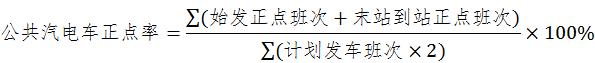 公共汽电车正点率 = ∑(始发正点班次 + 末站到站正点班次) / ∑(计划发车班次 × 2) × 100%